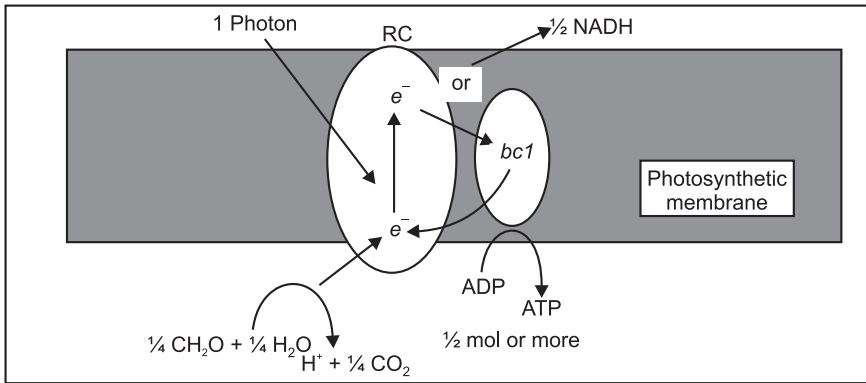 1 Photon
RC
½ NADH
or
e⁻
bc1
Photosynthetic
membrane
e⁻
ADP
ATP
¼ CH₂O + ¼ H₂O
H⁺ + ¼ CO₂
½ mol or more